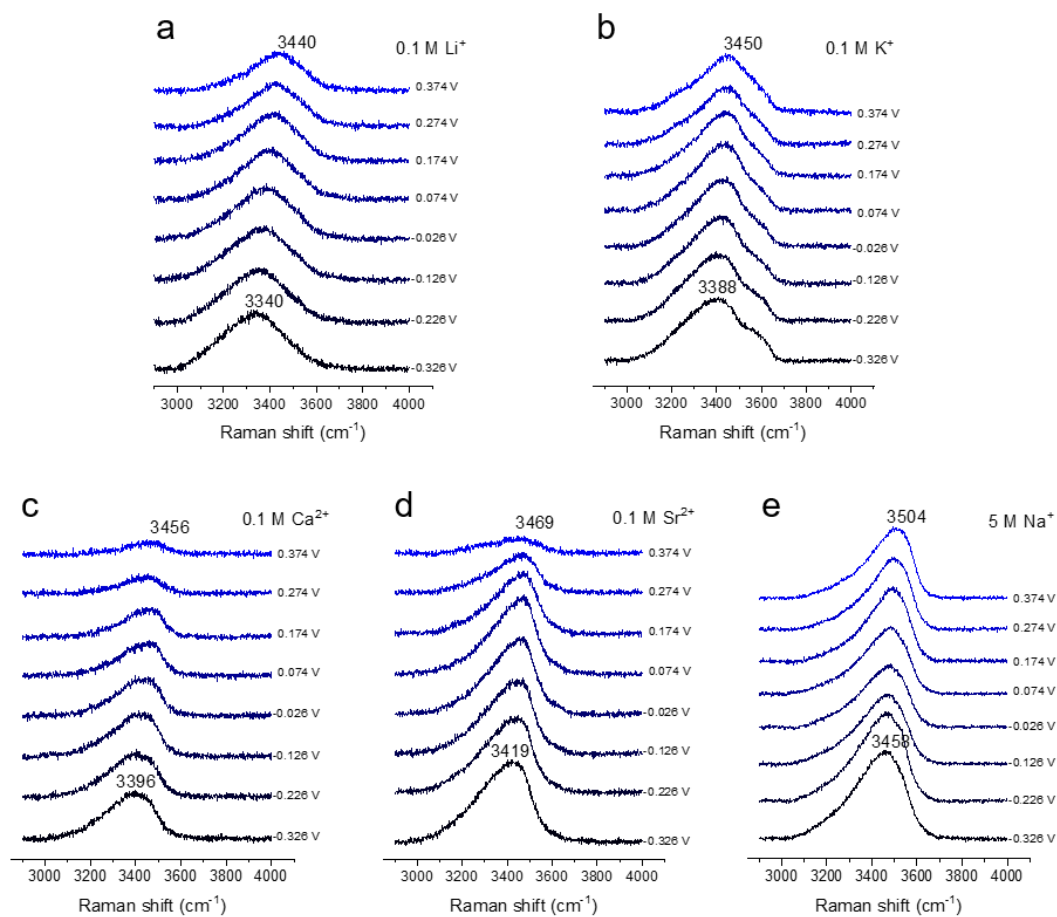 a
3440
0.1 M Li⁺
0.374 V
0.274 V
0.174 V
0.074 V
-0.026 V
-0.126 V
-0.226 V
3340
-0.326 V
3000 3200 3400 3600 3800 4000
Raman shift (cm⁻¹)
b
3450
0.1 M K⁺
0.374 V
0.274 V
0.174 V
0.074 V
-0.026 V
-0.126 V
-0.226 V
3388
-0.326 V
3000 3200 3400 3600 3800 4000
Raman shift (cm⁻¹)
c
3456
0.1 M Ca²⁺
0.374 V
0.274 V
0.174 V
0.074 V
-0.026 V
-0.126 V
-0.226 V
3396
-0.326 V
3000 3200 3400 3600 3800 4000
Raman shift (cm⁻¹)
d
3469
0.1 M Sr²⁺
0.374 V
0.274 V
0.174 V
0.074 V
-0.026 V
-0.126 V
3419
-0.226 V
-0.326 V
3000 3200 3400 3600 3800 4000
Raman shift (cm⁻¹)
e
3504
5 M Na⁺
0.374 V
0.274 V
0.174 V
0.074 V
-0.026 V
3458
-0.126 V
-0.226 V
-0.326 V
3000 3200 3400 3600 3800 4000
Raman shift (cm⁻¹)